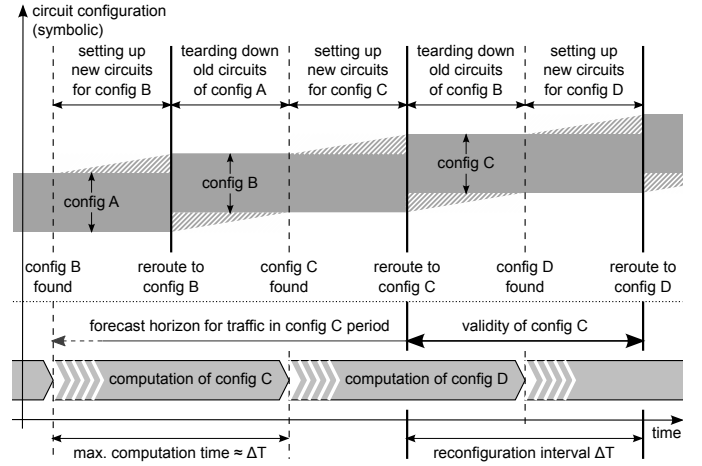 circuit configuration
(symbolic)
setting up
new circuits
for config B
tearding down
old circuits
of config A
setting up
new circuits
for config C
tearding down
old circuits
of config B
setting up
new circuits
for config D
config A
config B
config C
config B
found
reroute to
config B
config C
found
reroute to
config C
config D
found
reroute to
config D
forecast horizon for traffic in config C period
validity of config C
computation of config C
computation of config D
time
max. computation time ≈ ΔT
reconfiguration interval ΔT